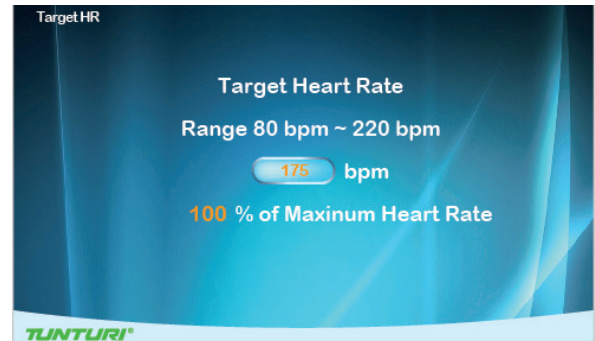 Target HR
Target Heart Rate
Range 80 bpm ~ 220 bpm
175 bpm
100 % of Maxinum Heart Rate
TUNTURI®